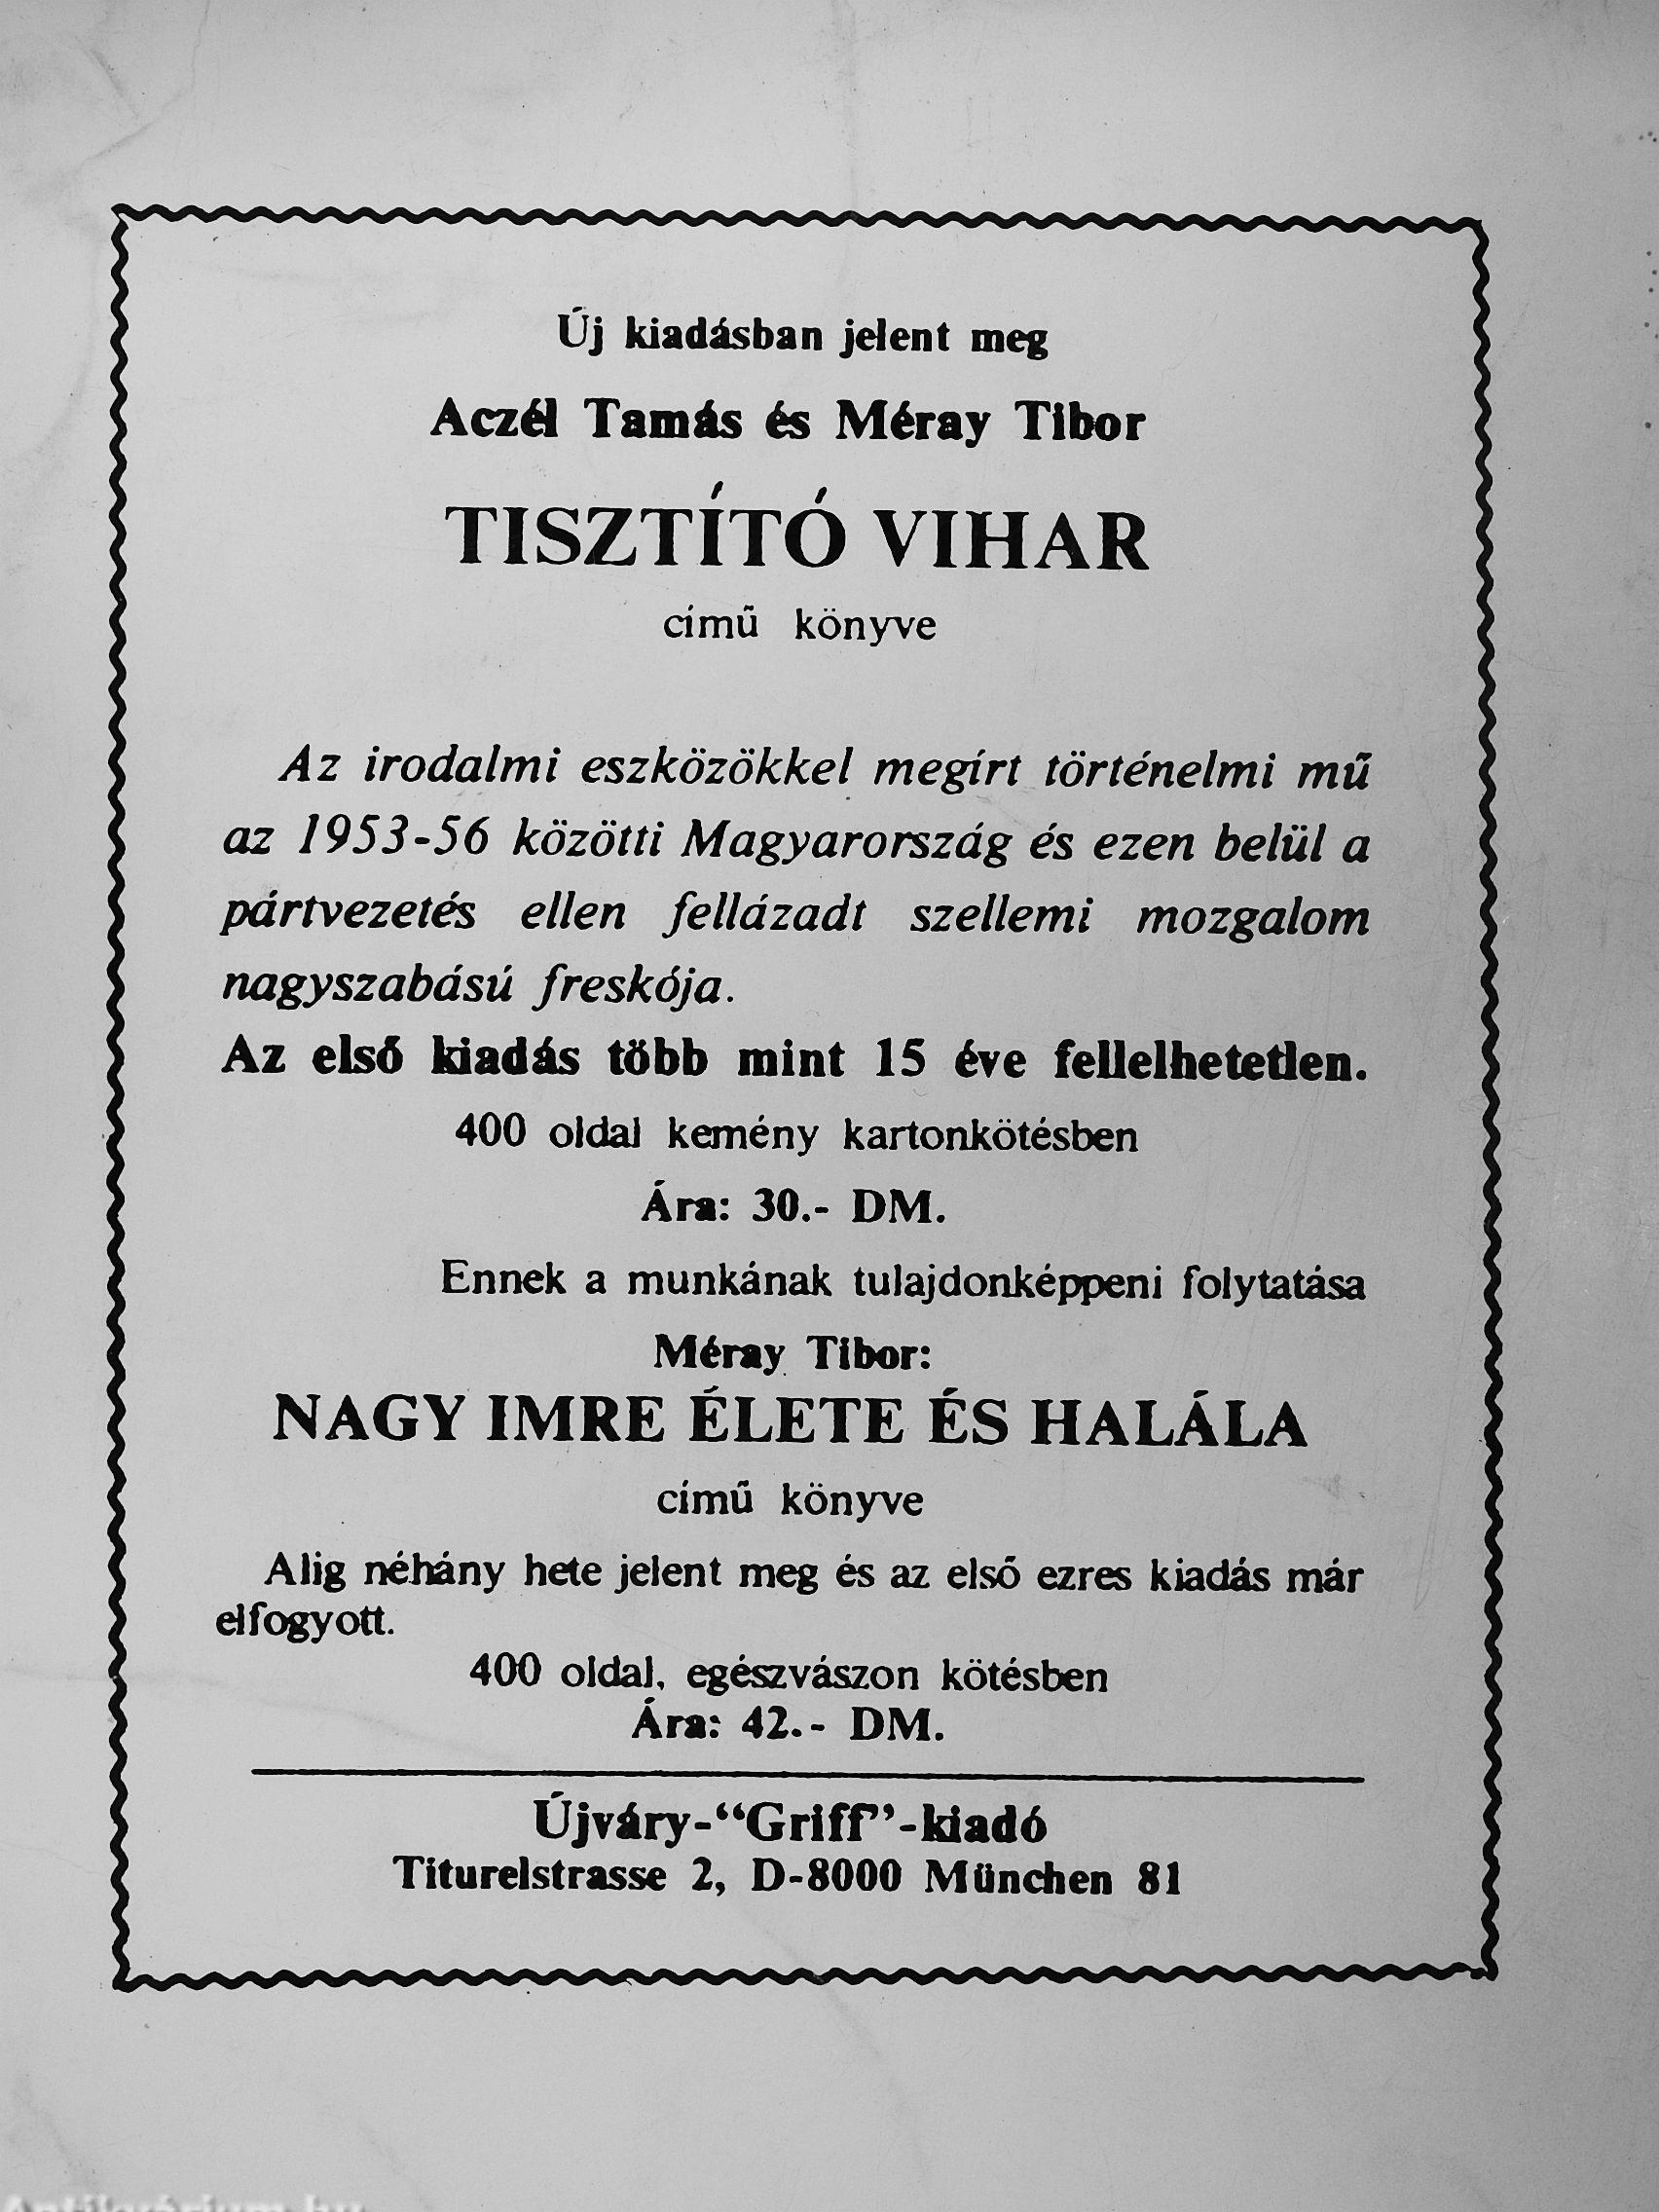 Új kiadásban jelent meg
Aczél Tamás és Méray Tibor
TISZTÍTÓ VIHAR
című könyve
Az irodalmi eszközökkel megírt történelmi mű
az 1953-56 közötti Magyarország és ezen belül a
pártvezetés ellen fellázadt szellemi mozgalom
nagyszabású freskója.
Az első kiadás több mint 15 éve fellelhetetlen.
400 oldal kemény kartonkötésben
Ára: 30.- DM.
Ennek a munkának tulajdonképpeni folytatása
Méray Tibor:
NAGY IMRE ÉLETE ÉS HALÁLA
című könyve
Alig néhány hete jelent meg és az első ezres kiadás már
elfogyott.
400 oldal, egészvászon kötésben
Ára: 42.- DM.
Újváry-“Griff”-kiadó
Titurelstrasse 2, D-8000 München 81